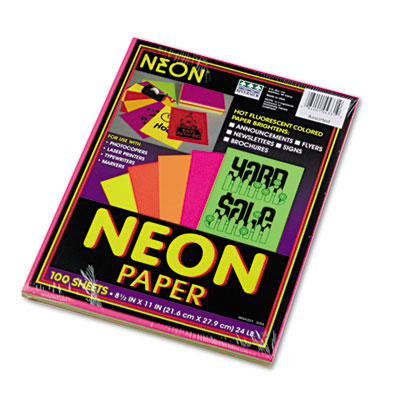 NEON
Assorted
HOT FLUORESCENT COLORED
PAPER BRIGHTENS:
ANNOUNCEMENTS FLYERS
NEWSLETTERS SIGNS
BROCHURES
FOR USE WITH
• PHOTOCOPIERS
• LASER PRINTERS
• TYPEWRITERS
• MARKERS
YARD
SALE
NEON
PAPER
100 SHEETS • 8½ IN X 11 IN (21.6 cm X 27.9 cm) 24 LB.